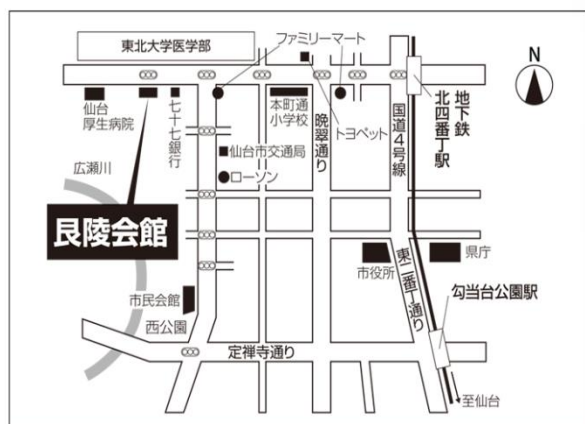 東北大学医学部
ファミリーマート
N
仙台
厚生病院
七十七銀行
本町通
小学校
晩翠通り
トヨペット
国道4号線
地下鉄
北四番丁駅
仙台市交通局
ローソン
広瀬川
艮陵会館
市役所
東二番丁通り
県庁
市民会館
西公園
勾当台公園駅
定禅寺通り
至仙台